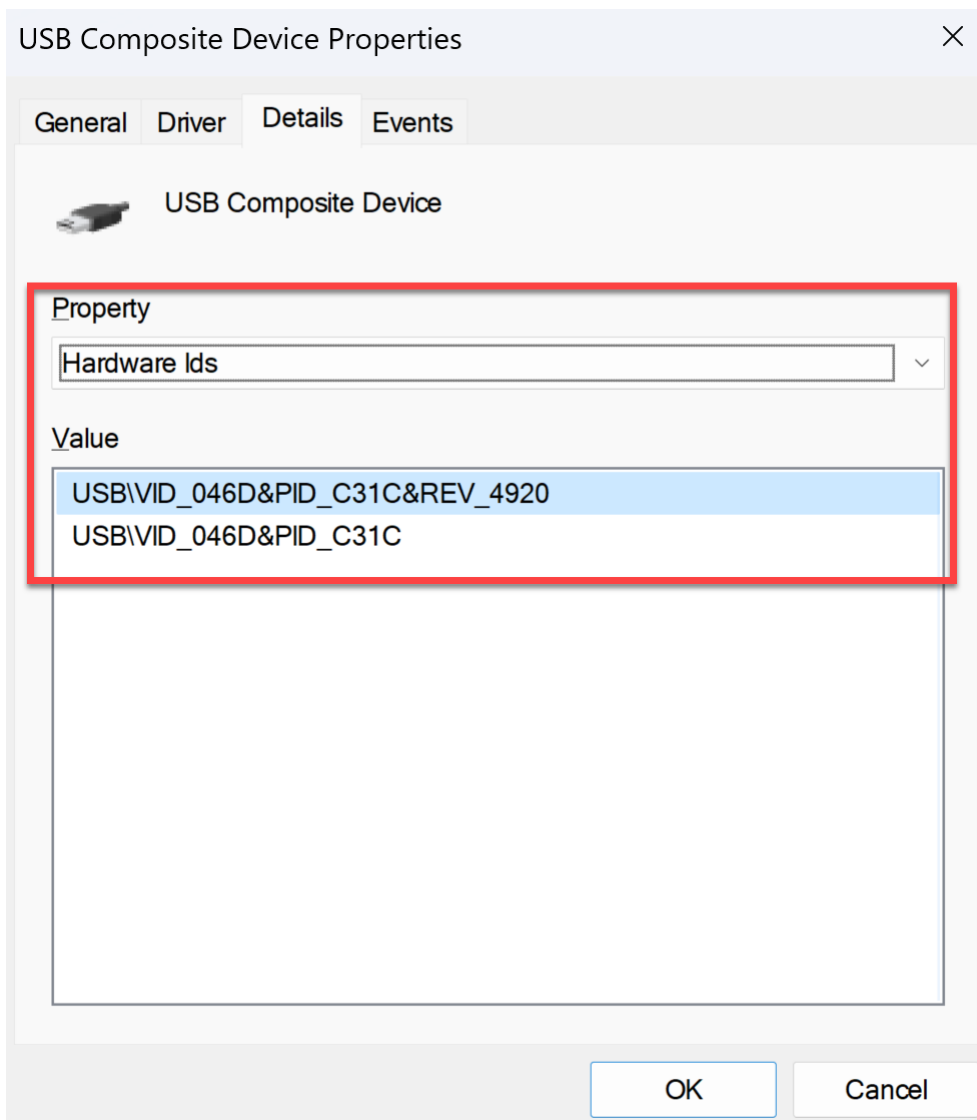 USB Composite Device Properties
General Driver Details Events
USB Composite Device
Property
Hardware Ids
Value
USB\VID_046D&PID_C31C&REV_4920
USB\VID_046D&PID_C31C
OK Cancel